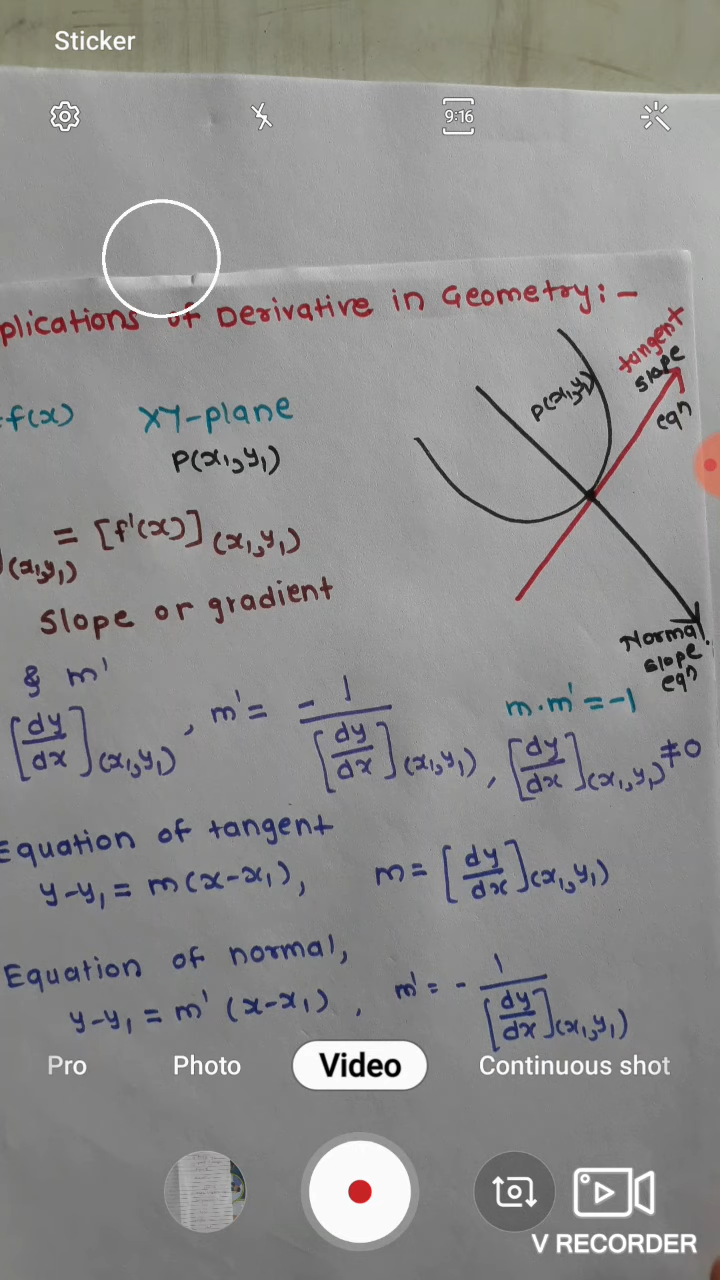 Sticker
9:16
plications of Derivative in Geometry:-
=f(x) XY-plane
P(x₁,y₁)
(x₁,y₁) = [f'(x)](x₁,y₁)
Slope or gradient
& m'
[dy/dx](x₁,y₁), m' = - 1/[dy/dx](x₁,y₁), [dy/dx](x₁,y₁) ≠ 0
m.m' = -1
P(x₁,y₁)
tangent
slope
eqⁿ
Normal.
slope
eqⁿ
Equation of tangent
y-y₁ = m(x-x₁), m = [dy/dx](x₁,y₁)
Equation of normal,
y-y₁ = m' (x-x₁), m' = - 1/[dy/dx](x₁,y₁)
Pro Photo Video Continuous shot
V RECORDER